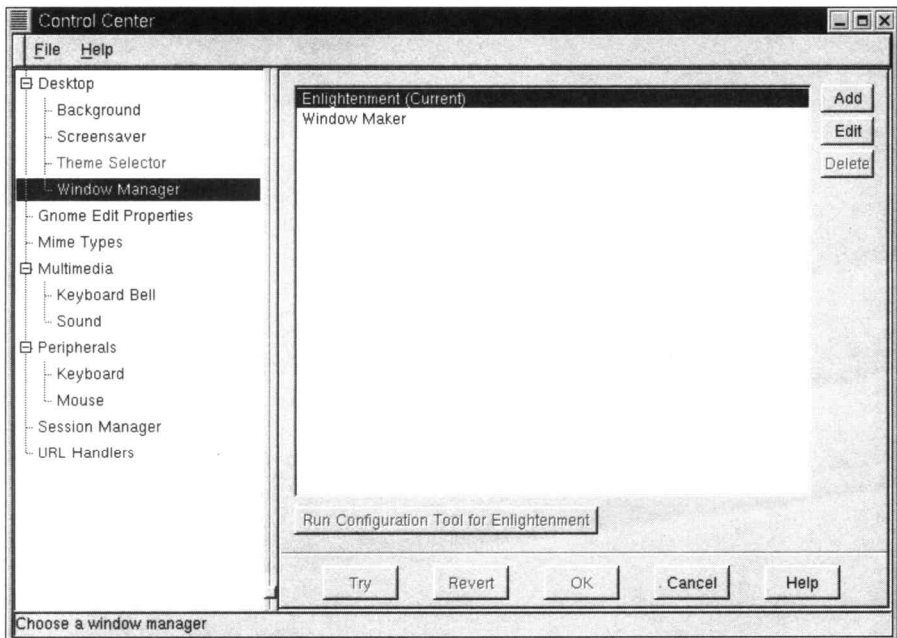 Control Center
File Help
Desktop
Background
Screensaver
Theme Selector
Window Manager
Gnome Edit Properties
Mime Types
Multimedia
Keyboard Bell
Sound
Peripherals
Keyboard
Mouse
Session Manager
URL Handlers
Enlightenment (Current)
Window Maker
Add
Edit
Delete
Run Configuration Tool for Enlightenment
Try Revert OK Cancel Help
Choose a window manager